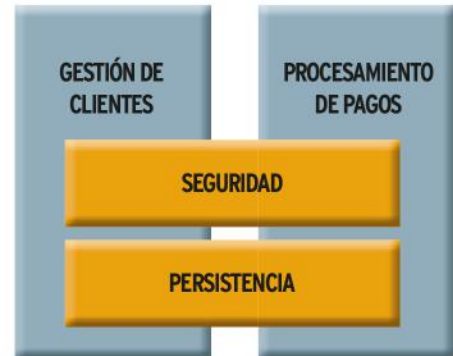 GESTIÓN DE
CLIENTES
PROCESAMIENTO
DE PAGOS
SEGURIDAD
PERSISTENCIA